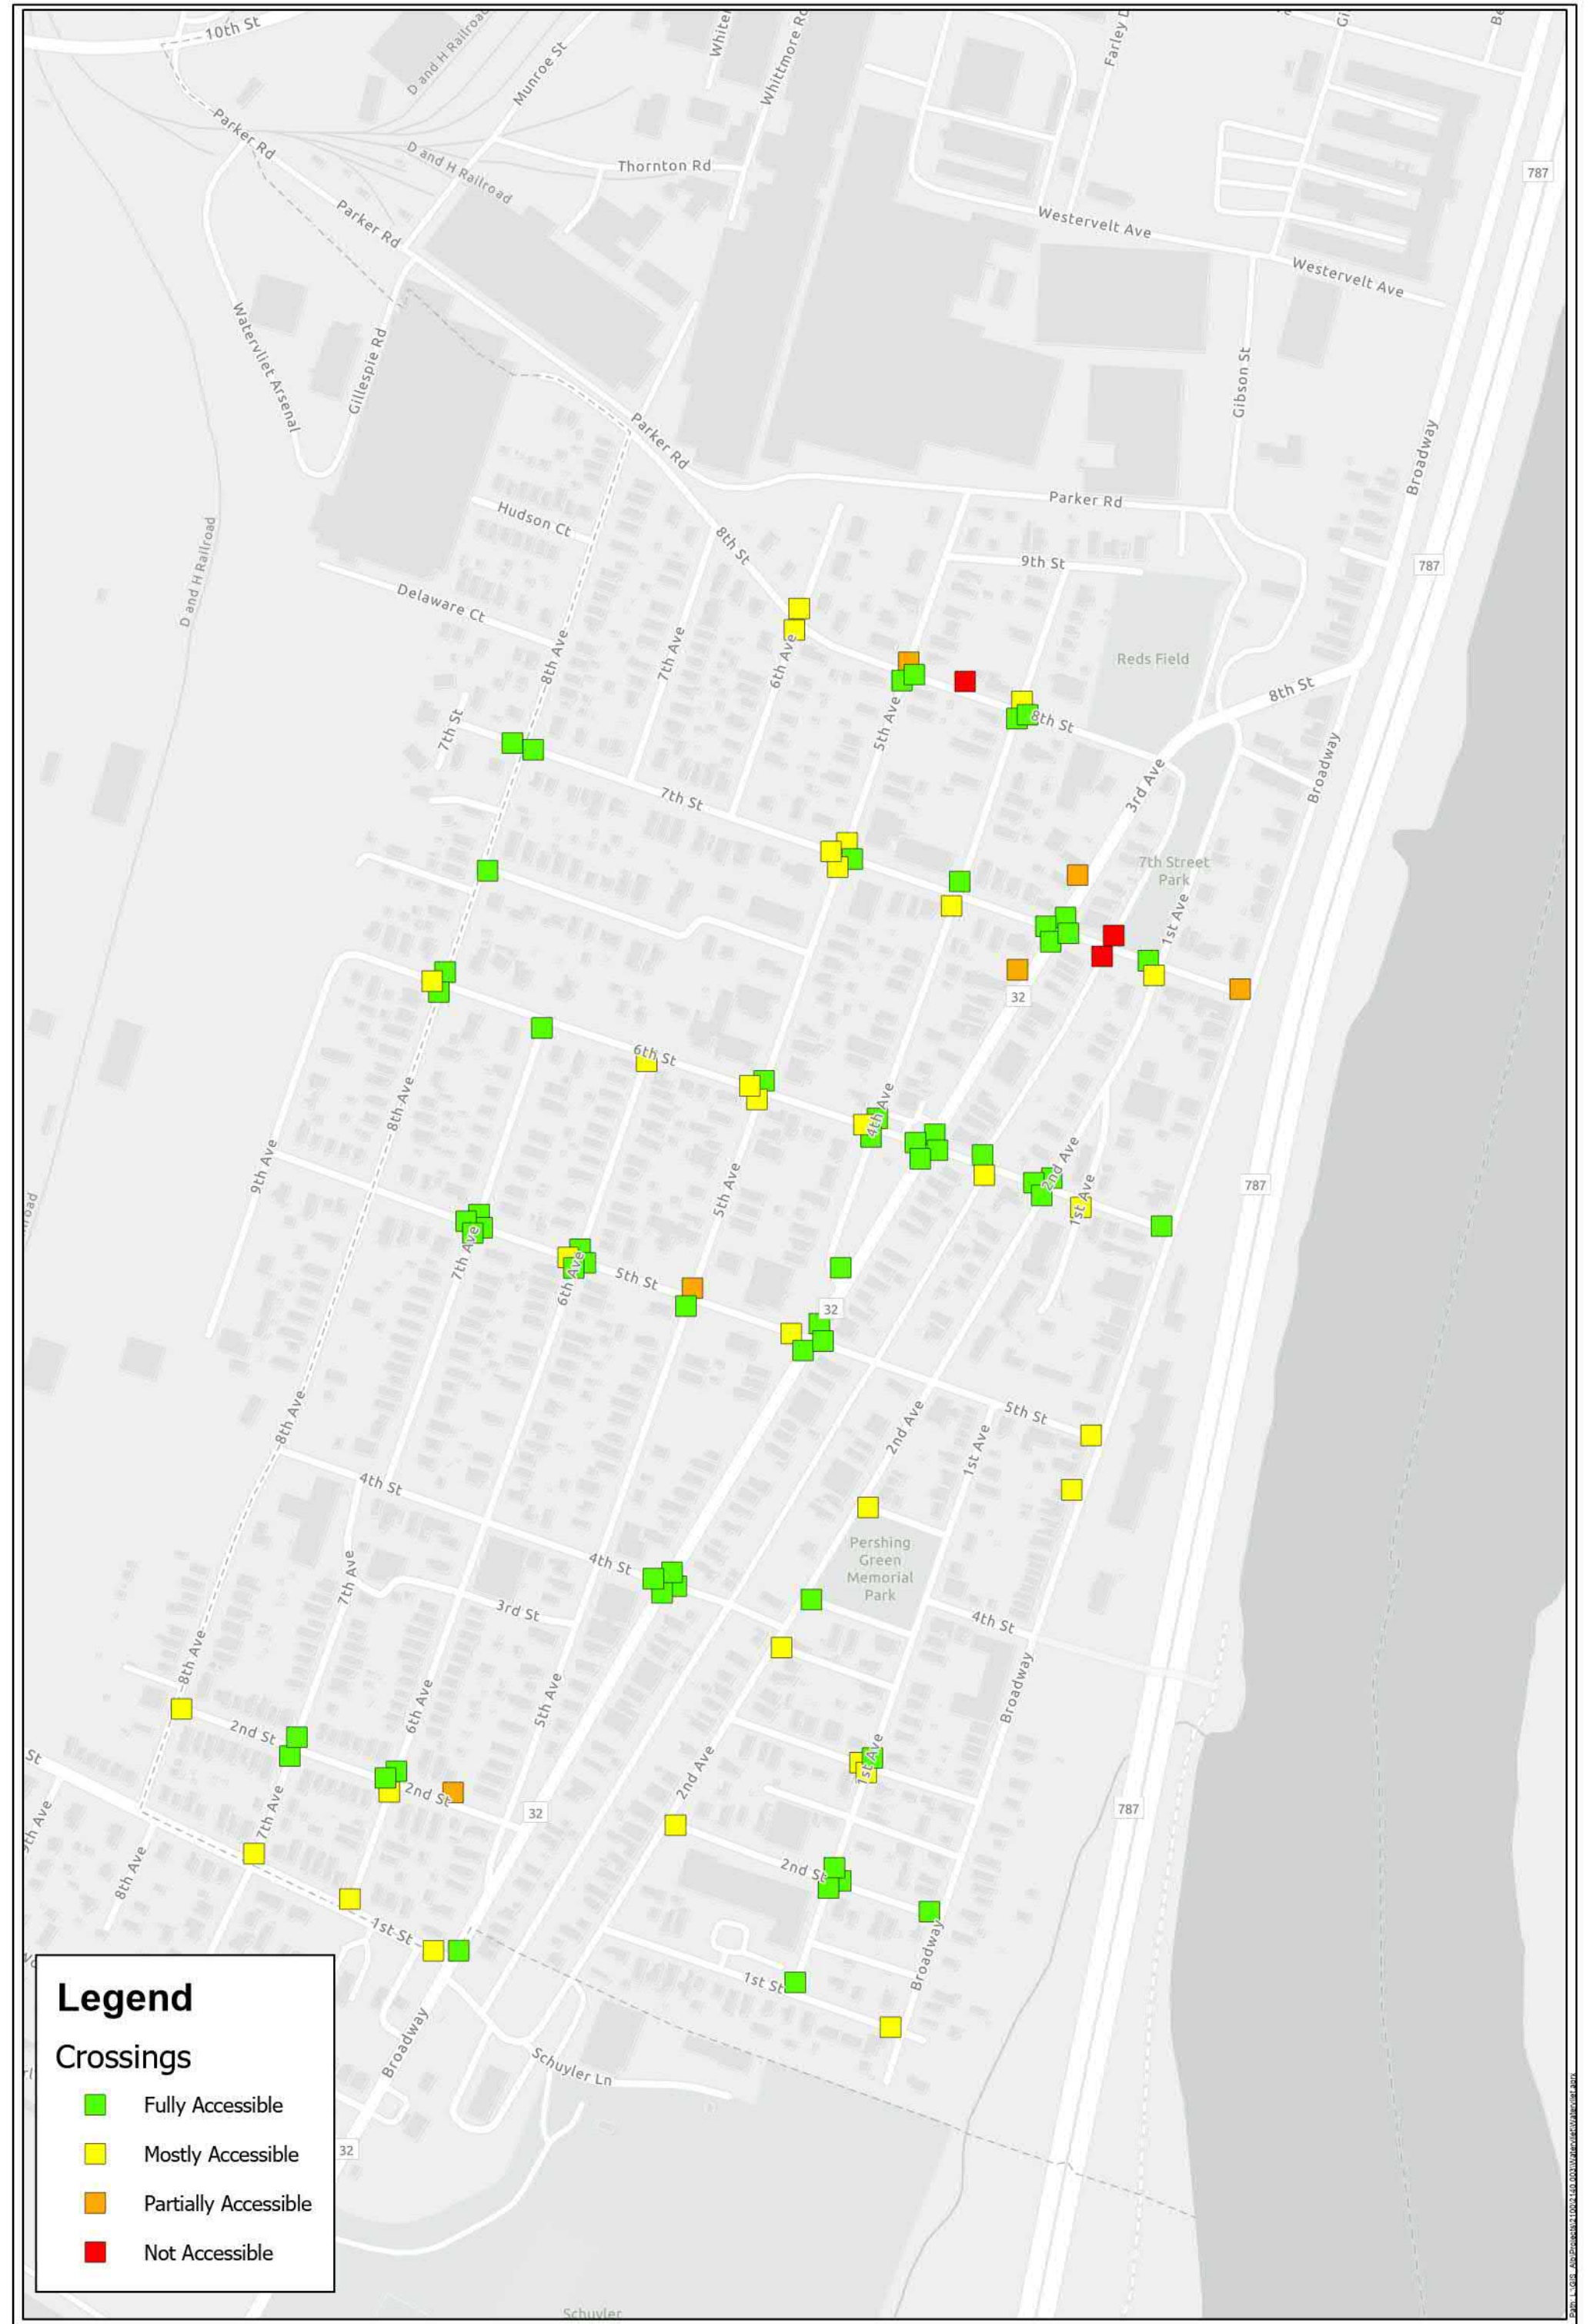 10th St
D and H Railroad
Munroe St
Whittmore Rd
Parker Rd
D and H Railroad
Thornton Rd
Parker Rd
787
Westervelt Ave
Westervelt Ave
Watervliet Arsenal
Gillespie Rd
Gibson St
Parker Rd
Broadway
Parker Rd
Hudson Ct
8th St
D and H Railroad
9th St
787
Delaware Ct
8th Ave
7th Ave
6th Ave
Reds Field
8th St
5th Ave
8th St
7th St
Broadway
3rd Ave
7th St
7th Street
Park
1st Ave
32
6th St
8th Ave
4th Ave
9th Ave
5th Ave
2nd Ave
1st Ave
787
7th Ave
6th Ave
5th St
32
8th Ave
2nd Ave
5th St
1st Ave
4th St
Pershing
Green
Memorial
Park
4th St
7th Ave
3rd St
4th St
8th Ave
6th Ave
5th Ave
Broadway
2nd St
St
1st Ave
2nd Ave
2nd St
32
787
7th Ave
9th Ave
8th Ave
2nd St
1st St
Broadway
1st St
Broadway
Schuyler Ln
32
Schuyler
Legend
Crossings
Fully Accessible
Mostly Accessible
Partially Accessible
Not Accessible